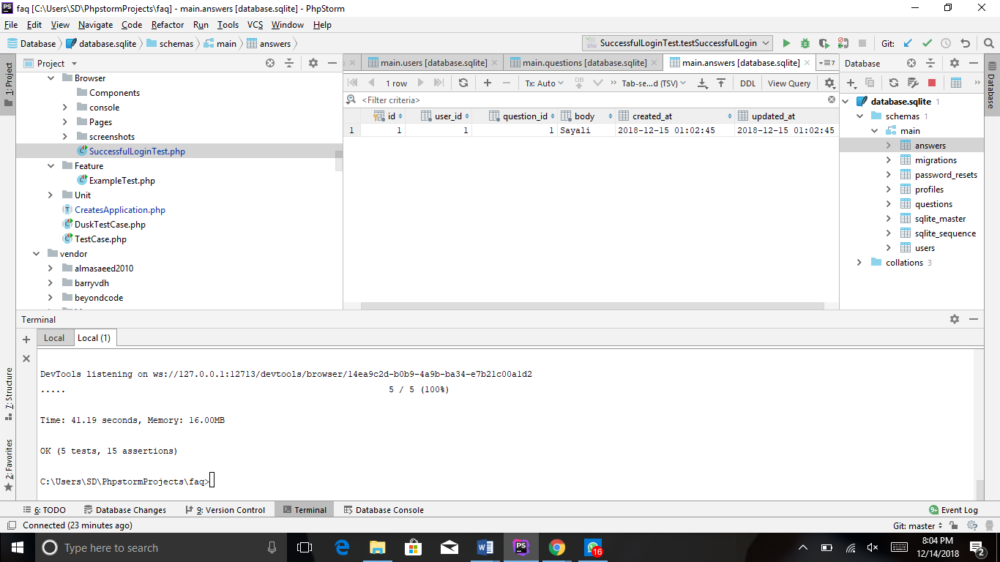 faq [C:\Users\SD\PhpstormProjects\faq] - main.answers [database.sqlite] - PhpStorm
File Edit View Navigate Code Refactor Run Tools VCS Window Help
Database database.sqlite schemas main answers SuccessfulLoginTest.testSuccessfulLogin Git:
1: Project
7: Structure
2: Favorites
Project
Browser
Components
console
Pages
screenshots
SuccessfulLoginTest.php
Feature
ExampleTest.php
Unit
CreatesApplication.php
DuskTestCase.php
TestCase.php
vendor
almasaeed2010
barryvdh
beyondcode
main.users [database.sqlite] main.questions [database.sqlite] main.answers [database.sqlite] 7
1 row Tx: Auto DB Tab-se...d (TSV) DDL View Query
<Filter criteria>
id user_id question_id body created_at updated_at
1 1 1 1 Sayali 2018-12-15 01:02:45 2018-12-15 01:02:45
Database
database.sqlite 1
schemas 1
main
answers
migrations
password_resets
profiles
questions
sqlite_master
sqlite_sequence
users
collations 3
Database
Terminal
Local Local (1)
DevTools listening on ws://127.0.0.1:12713/devtools/browser/14ea9c2d-b0b9-4a9b-ba34-e7b21c00a1d2
..... 5 / 5 (100%)
Time: 41.19 seconds, Memory: 16.00MB
OK (5 tests, 15 assertions)
C:\Users\SD\PhpstormProjects\faq>
6: TODO Database Changes 9: Version Control Terminal Database Console 9+ Event Log
Connected (23 minutes ago) Git: master
Type here to search
16
8:04 PM
12/14/2018
2